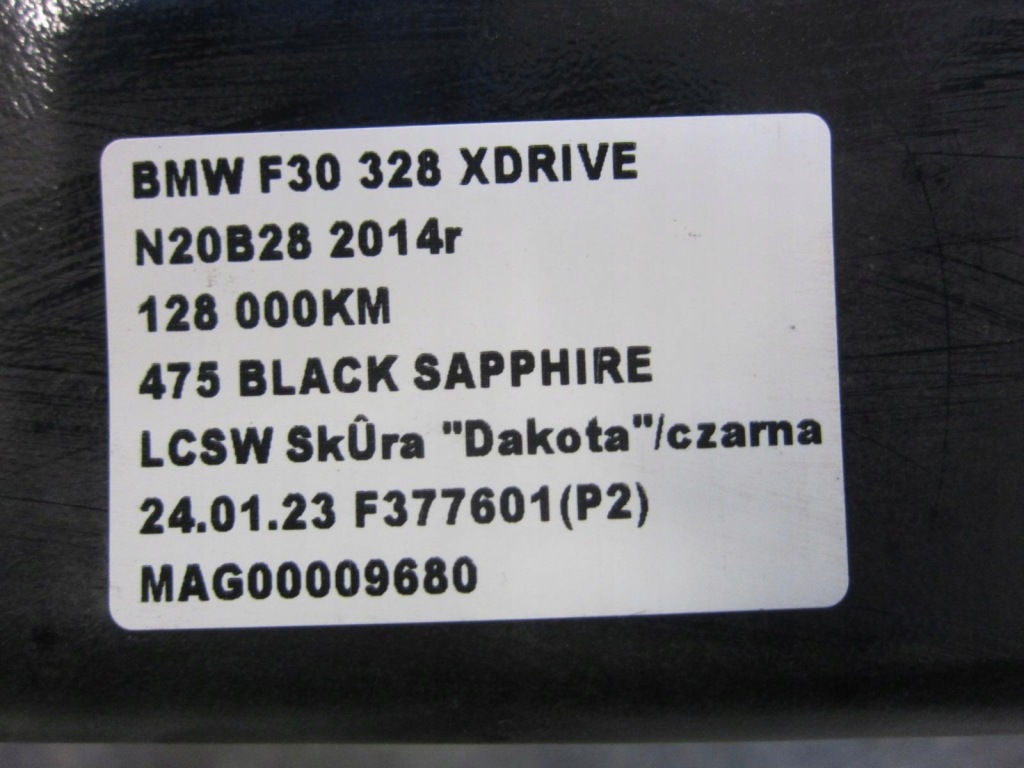 BMW F30 328 XDRIVE
N20B28 2014r
128 000KM
475 BLACK SAPPHIRE
LCSW SkÛra "Dakota"/czarna
24.01.23 F377601(P2)
MAG00009680